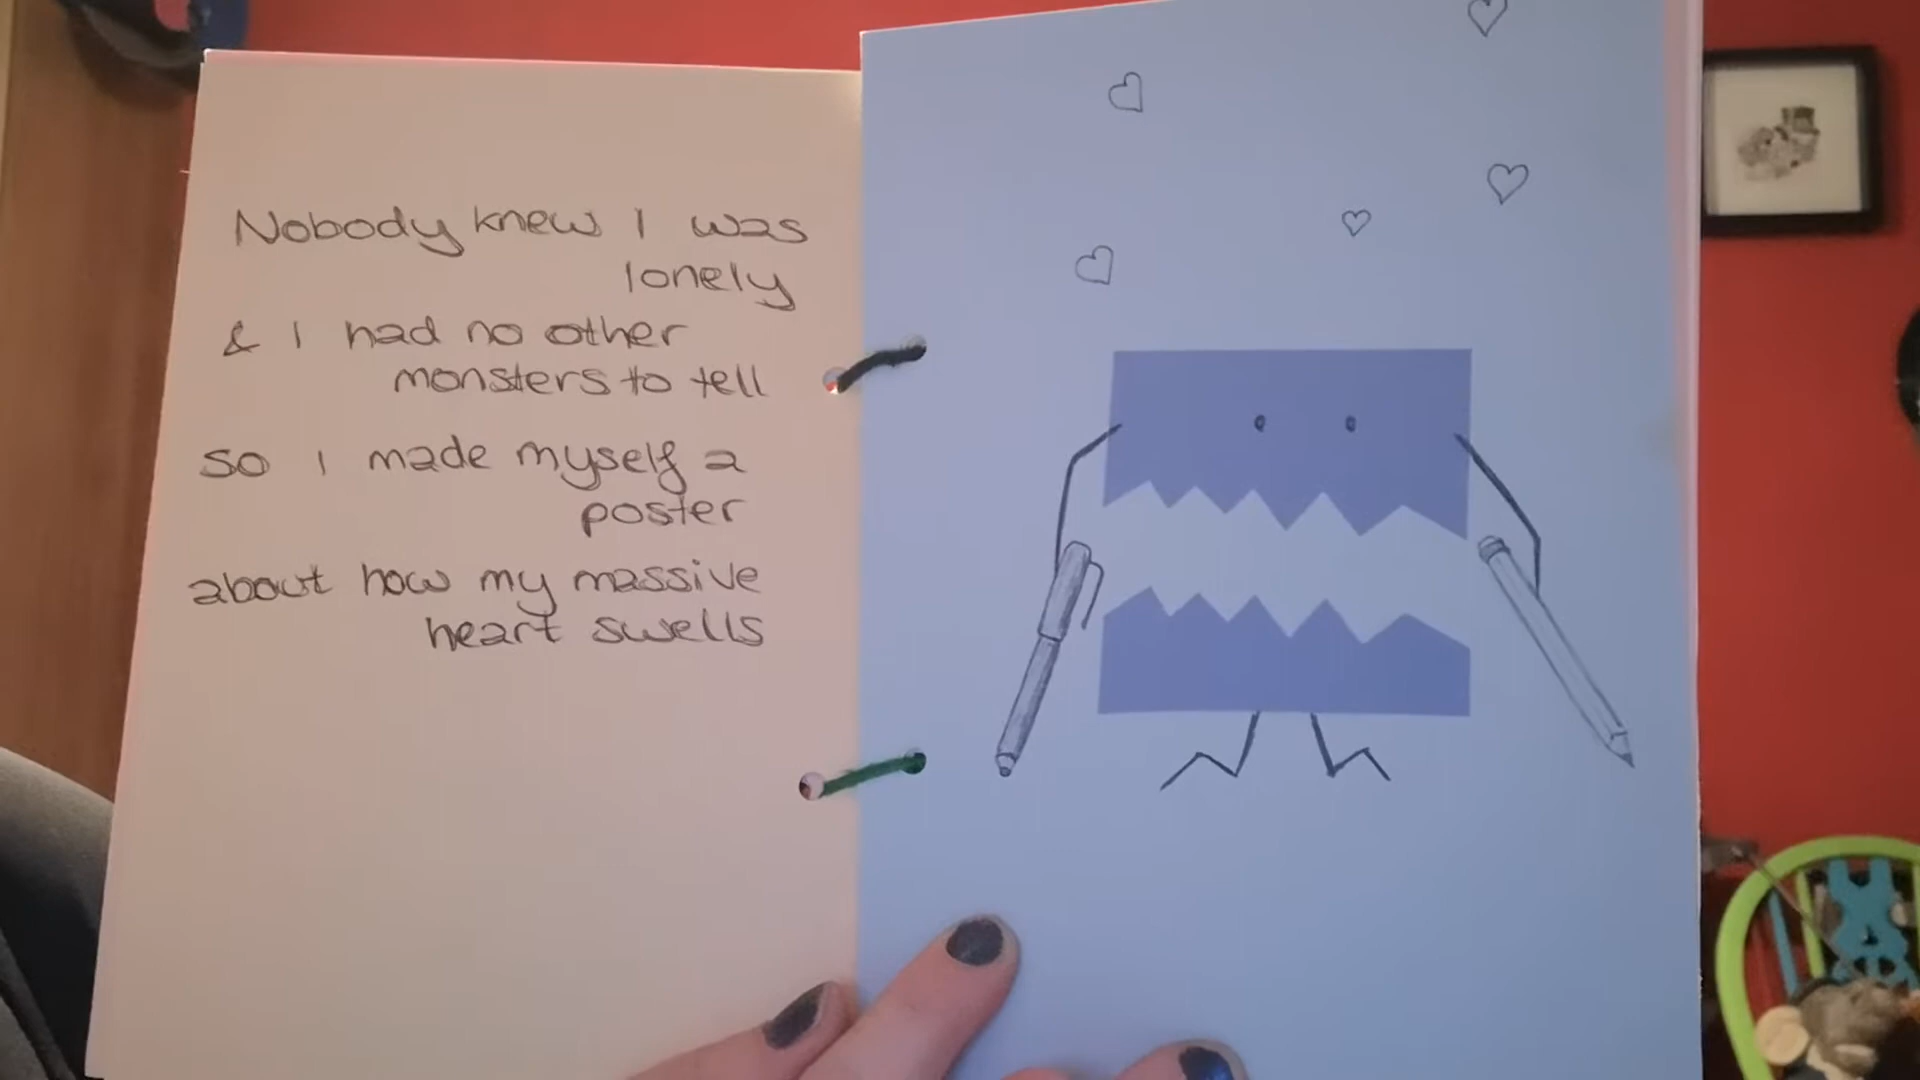 Nobody knew I was
lonely
& I had no other
monsters to tell
so I made myself a
poster
about how my massive
heart swells